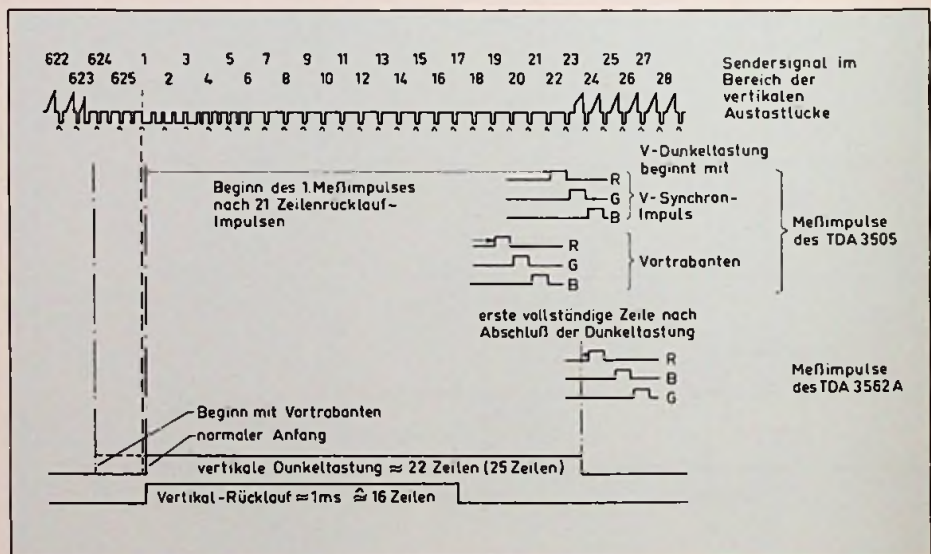 622 624 1 3 5 7 9 11 13 15 17 19 21 23 25 27
623 625 2 4 6 8 10 12 14 16 18 20 22 24 26 28
Sendersignal im
Bereich der
vertikalen
Austastlücke
Beginn des 1.Meßimpulses
nach 21 Zeilenrücklauf-
Impulsen
V-Dunkeltastung
beginnt mit
V-Synchron-
Impuls
R
G
B
Vortrabanten
R
G
B
Meßimpulse
des TDA 3505
erste vollständige Zeile nach
Abschluß der Dunkeltastung
R
B
G
Meßimpulse
des TDA 3562 A
Beginn mit Vortrabanten
normaler Anfang
vertikale Dunkeltastung ≈ 22 Zeilen (25 Zeilen)
Vertikal-Rücklauf ≈ 1ms ≙ 16 Zeilen